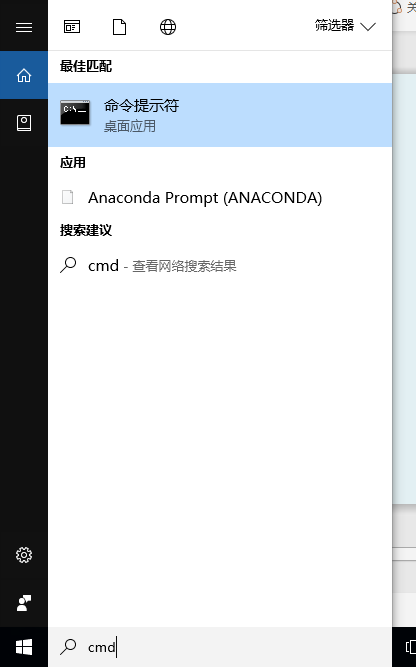 筛选器
关
最佳匹配
命令提示符
桌面应用
应用
Anaconda Prompt (ANACONDA)
搜索建议
cmd - 查看网络搜索结果
cmd